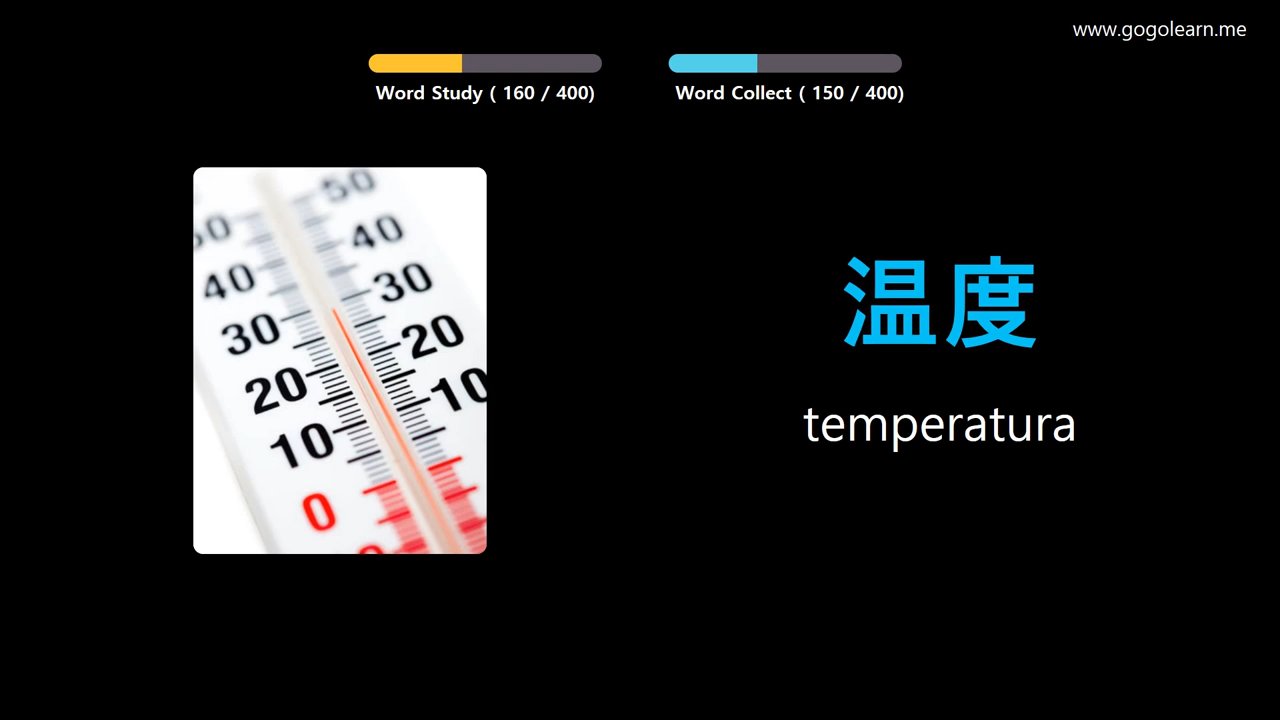 www.gogolearn.me
Word Study ( 160 / 400)
Word Collect ( 150 / 400)
50
50
40
40
30
30
20
20
10
10
0
温度
temperatura